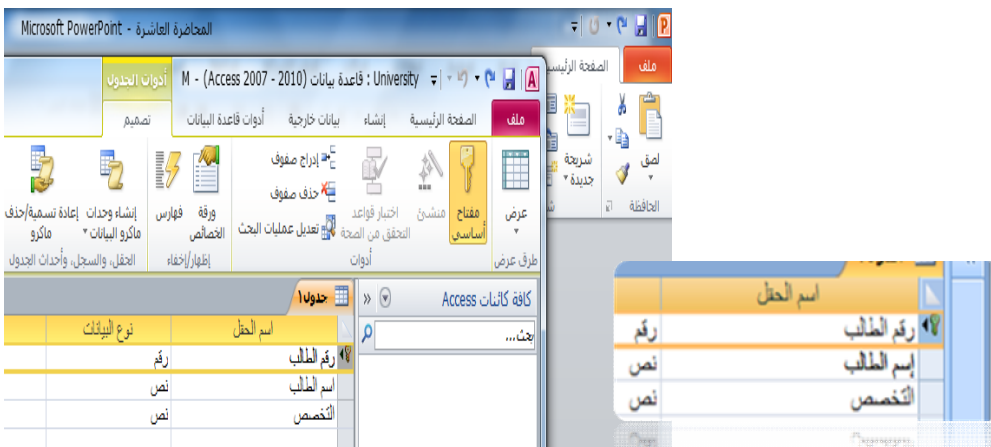 المحاضرة العاشرة - Microsoft PowerPoint
ملف
الصفحة الرئيسي
لصق
شريحة جديدة
الحافظة
University : قاعدة بيانات (Access 2007 - 2010) - M
أدوات الجدول
ملف
الصفحة الرئيسية
إنشاء
بيانات خارجية
أدوات قاعدة البيانات
تصميم
عرض
مفتاح أساسي
منشئ
اختبار قواعد التحقق من الصحة
إدراج صفوف
حذف صفوف
تعديل عمليات البحث
ورقة الخصائص
فهارس
إنشاء وحدات ماكرو البيانات
إعادة تسمية/حذف ماكرو
طرق عرض
أدوات
إظهار/إخفاء
الحقل، والسجل، وأحداث الجدول
كافة كائنات Access
بحث...
جدول1
اسم الحقل
نوع البيانات
رقم الطالب
رقم
اسم الطالب
نص
التخصص
نص
اسم الحقل
رقم الطالب
رقم
إسم الطالب
نص
التخصص
نص